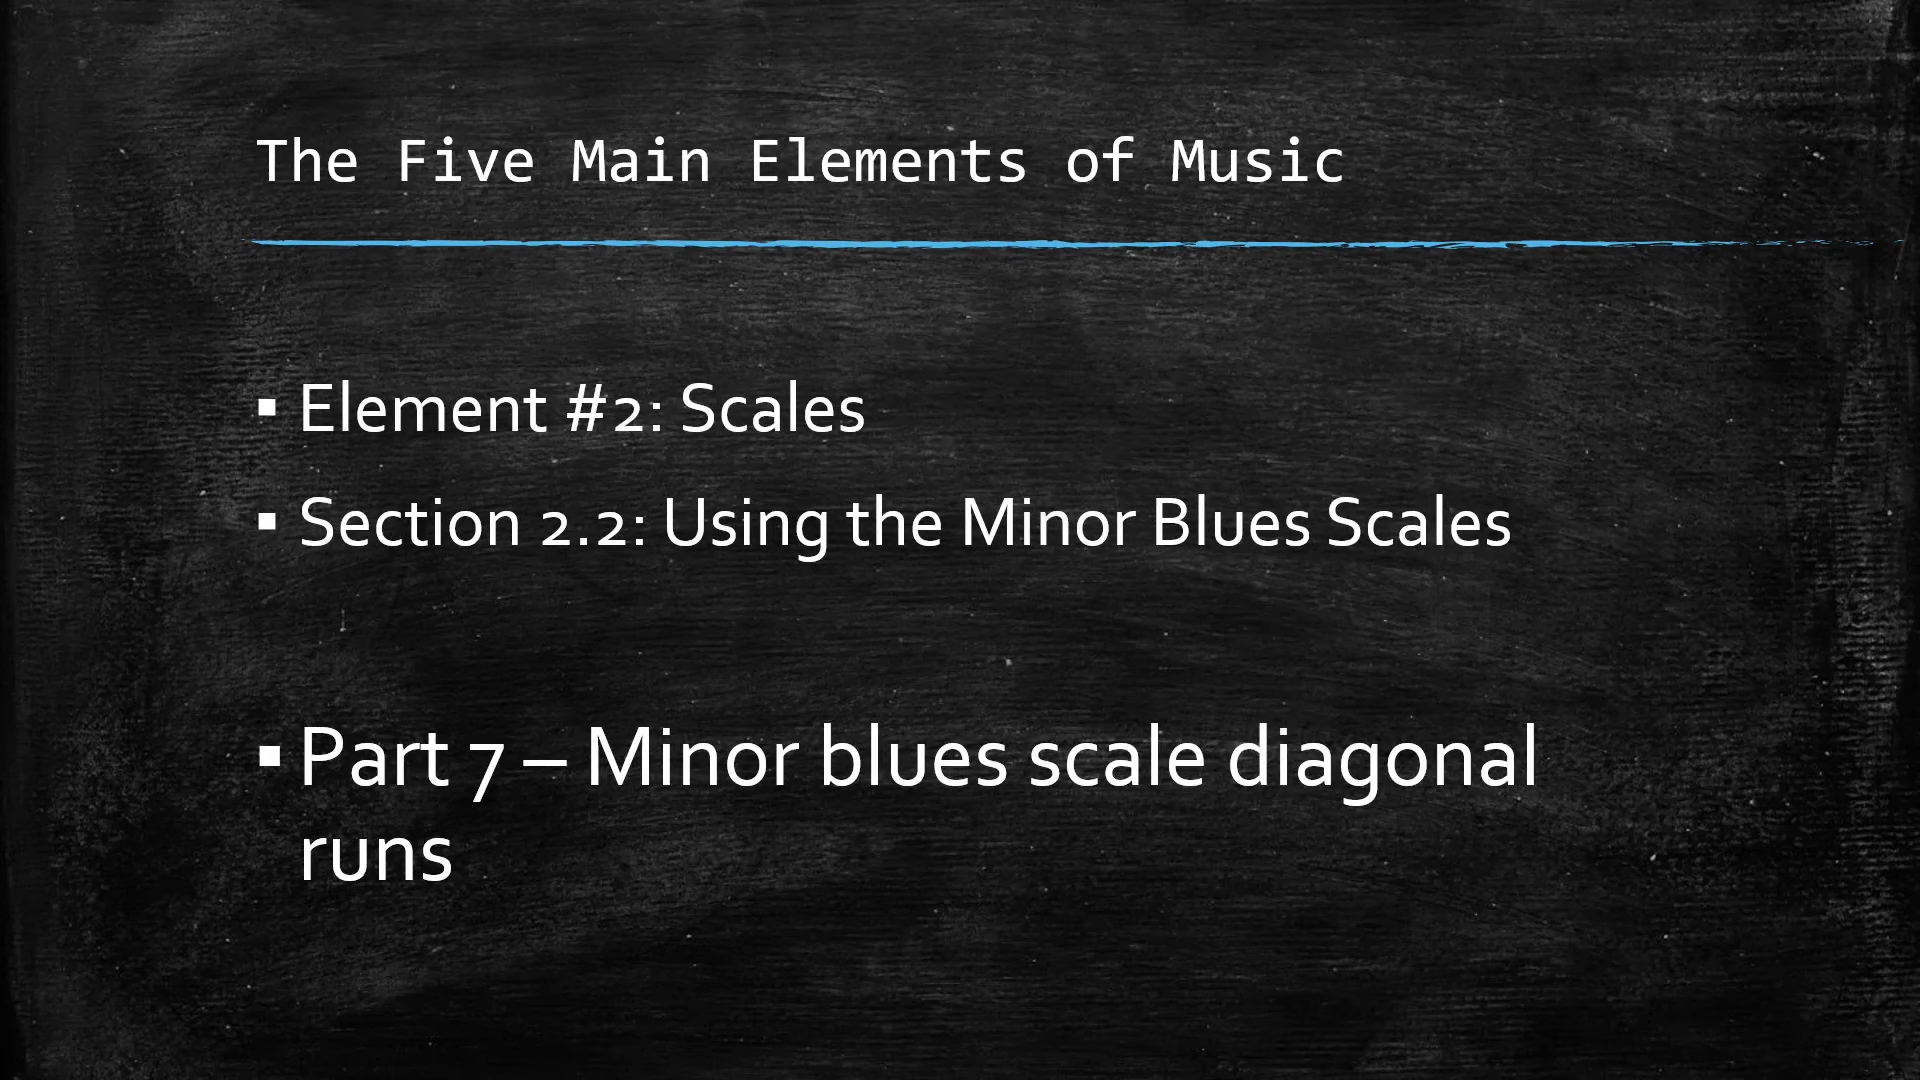 The Five Main Elements of Music
▪ Element #2: Scales
▪ Section 2.2: Using the Minor Blues Scales
▪ Part 7 – Minor blues scale diagonal
runs